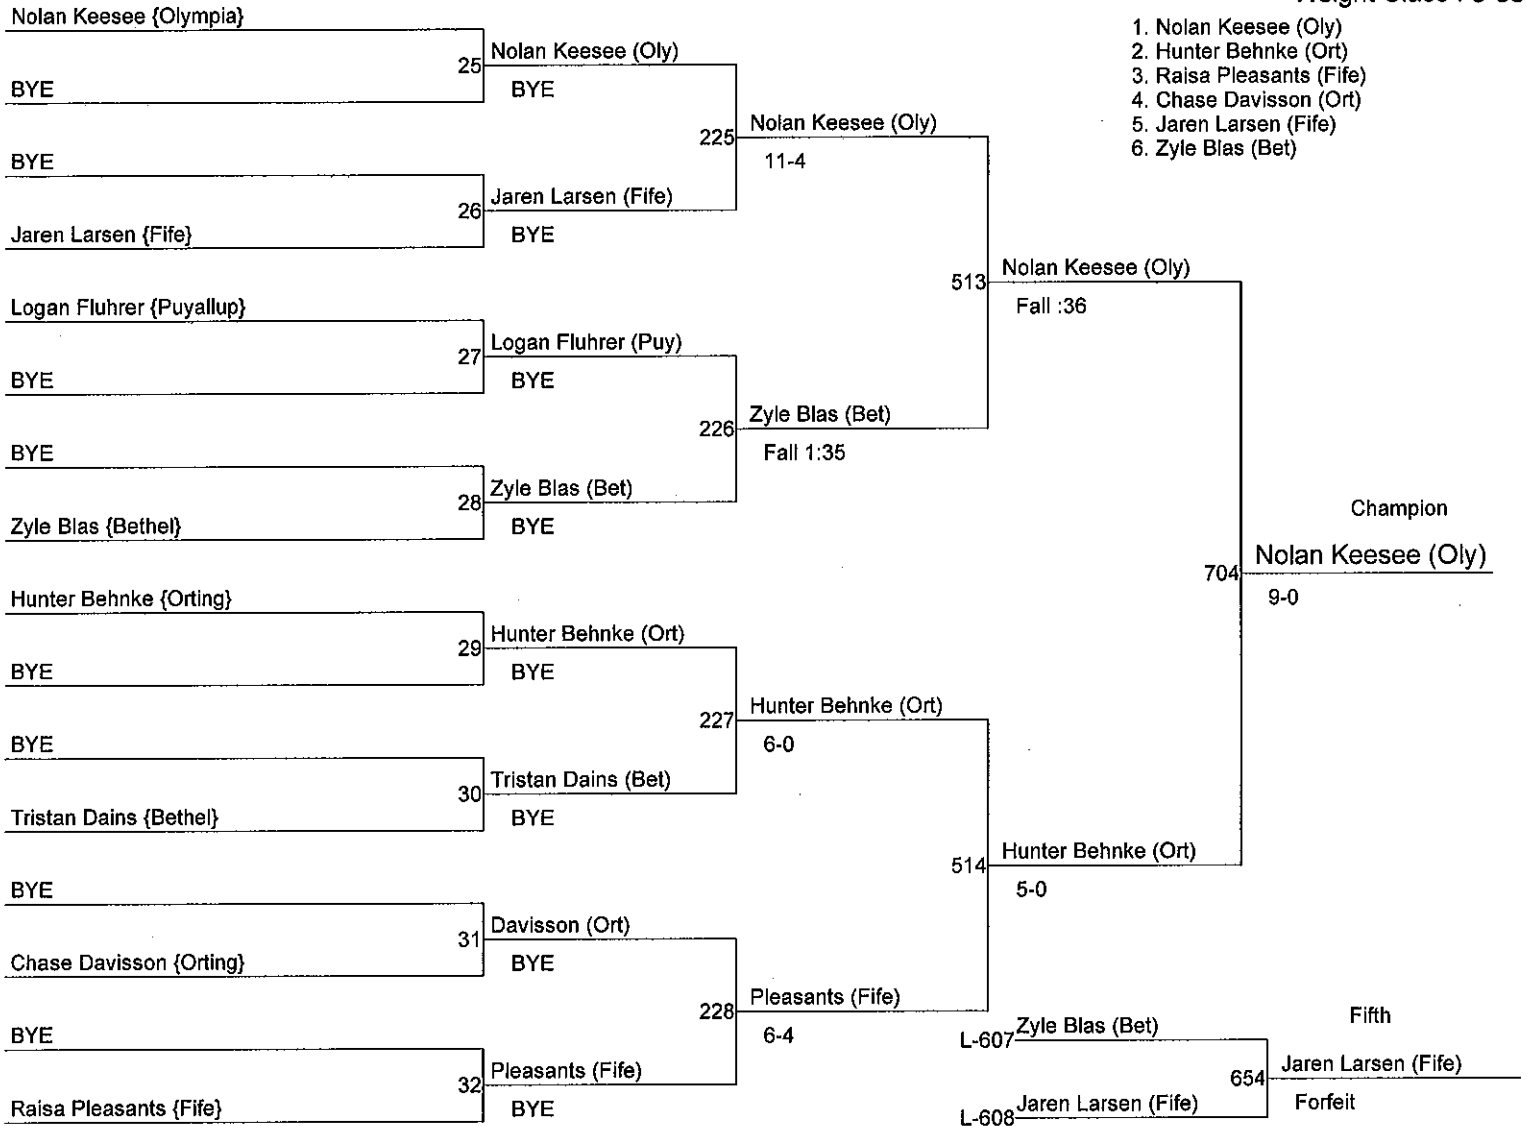 Nolan Keesee {Olympia}
BYE
BYE
Jaren Larsen {Fife}
Logan Fluhrer {Puyallup}
BYE
BYE
Zyle Blas {Bethel}
Hunter Behnke {Orting}
BYE
BYE
Tristan Dains {Bethel}
BYE
Chase Davisson {Orting}
BYE
Raisa Pleasants {Fife}
25 Nolan Keesee (Oly)
BYE
26 Jaren Larsen (Fife)
BYE
27 Logan Fluhrer (Puy)
BYE
28 Zyle Blas (Bet)
BYE
29 Hunter Behnke (Ort)
BYE
30 Tristan Dains (Bet)
BYE
31 Davisson (Ort)
BYE
32 Pleasants (Fife)
BYE
225 Nolan Keesee (Oly)
11-4
226 Zyle Blas (Bet)
Fall 1:35
227 Hunter Behnke (Ort)
6-0
228 Pleasants (Fife)
6-4
513 Nolan Keesee (Oly)
Fall :36
514 Hunter Behnke (Ort)
5-0
Champion
704 Nolan Keesee (Oly)
9-0
1. Nolan Keesee (Oly)
2. Hunter Behnke (Ort)
3. Raisa Pleasants (Fife)
4. Chase Davisson (Ort)
5. Jaren Larsen (Fife)
6. Zyle Blas (Bet)
L-607 Zyle Blas (Bet)
L-608 Jaren Larsen (Fife)
Fifth
654 Jaren Larsen (Fife)
Forfeit